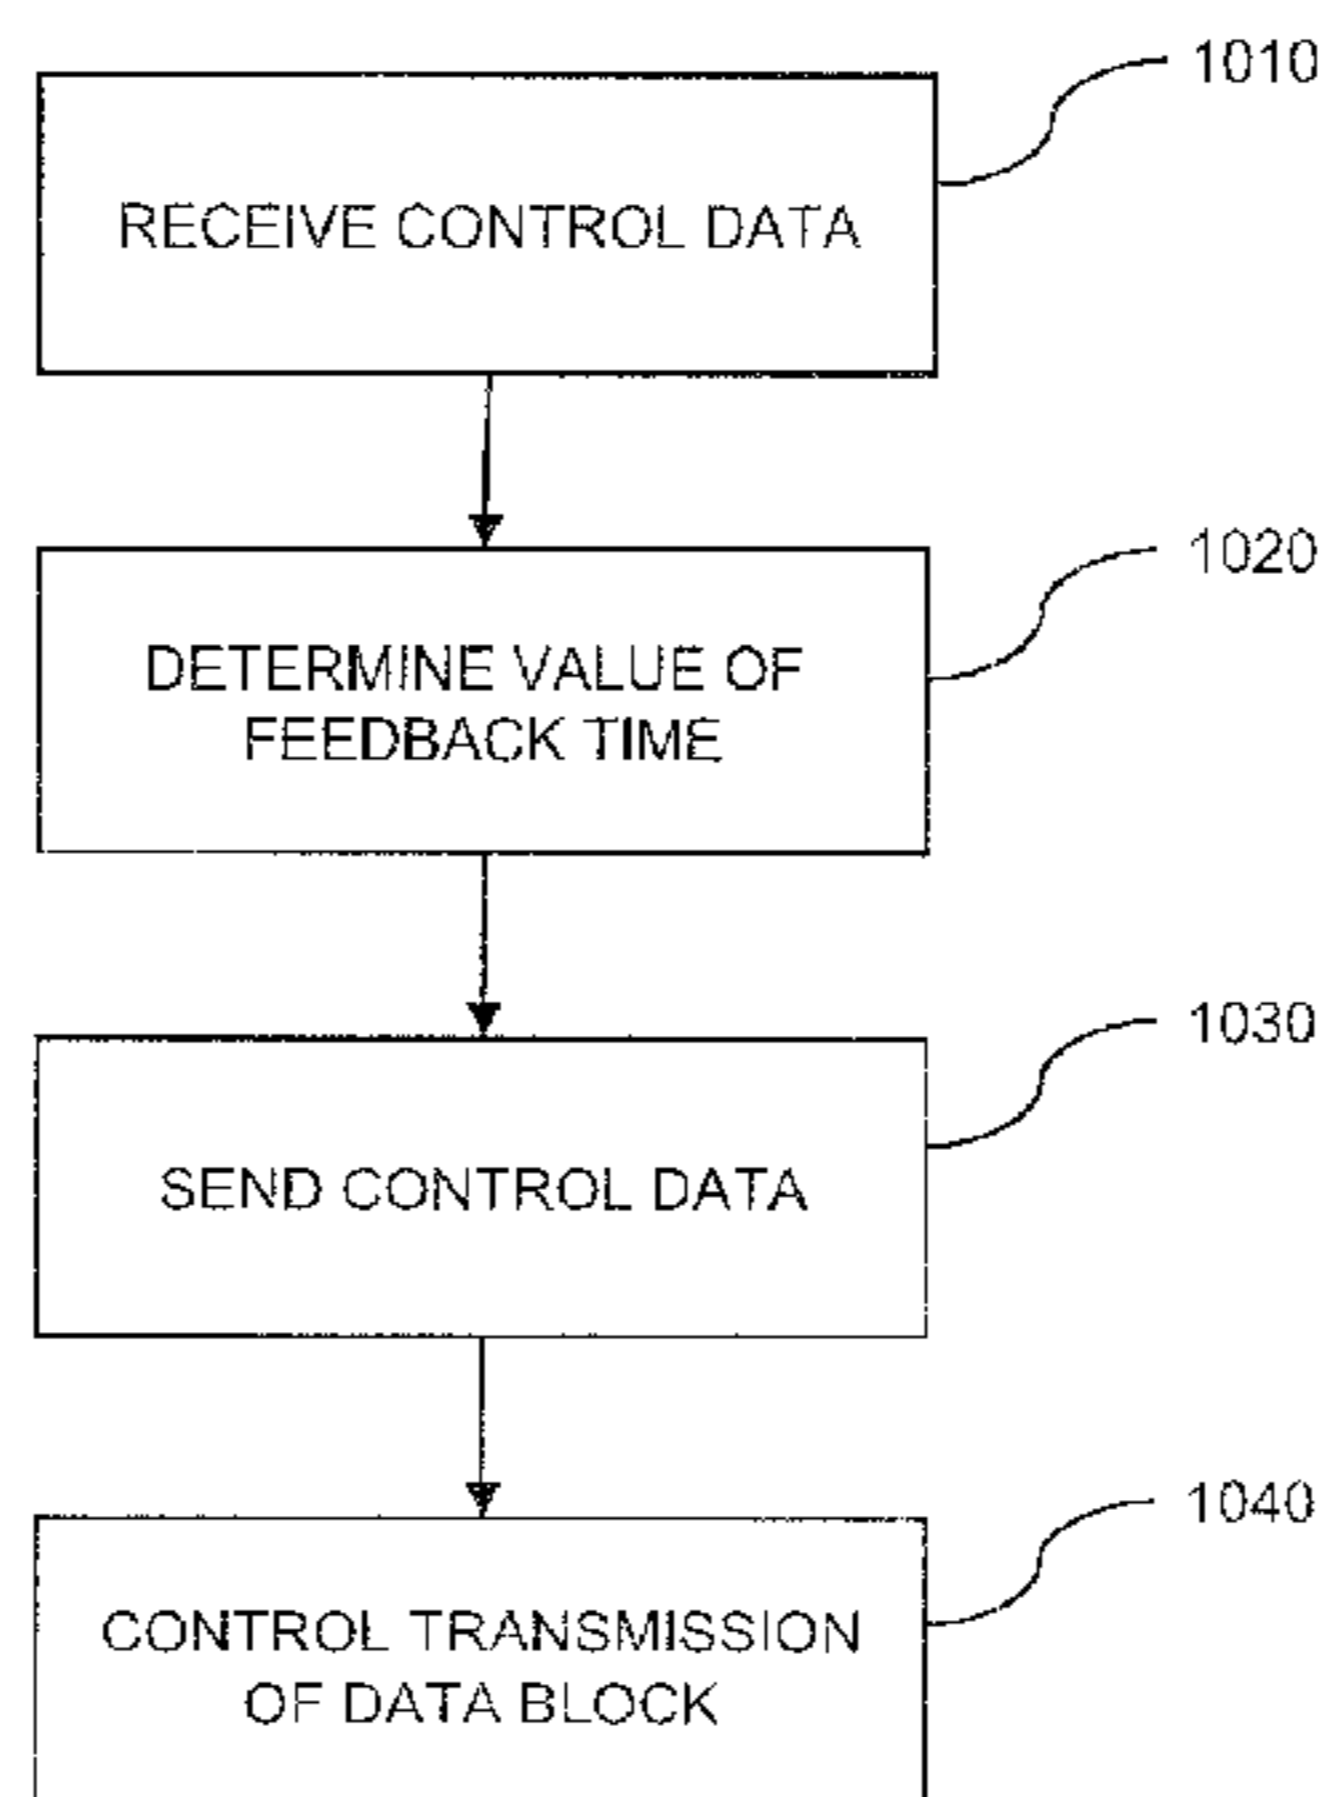 1010
RECEIVE CONTROL DATA
1020
DETERMINE VALUE OF
FEEDBACK TIME
1030
SEND CONTROL DATA
1040
CONTROL TRANSMISSION
OF DATA BLOCK